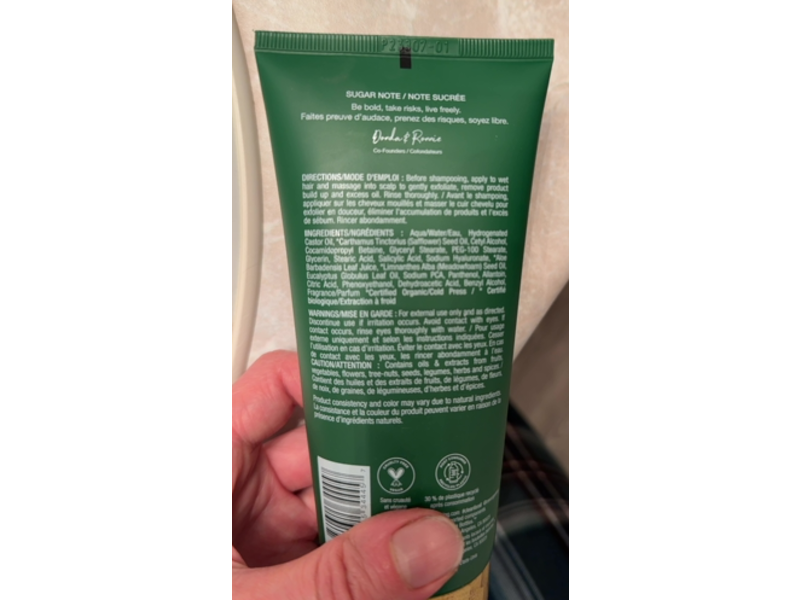 SUGAR NOTE / NOTE SUCRÉE
Be bold, take risks, live freely.
Faites preuve d'audace, prenez des risques, soyez libre.
Co-Founders / Cofondateurs
DIRECTIONS/MODE D'EMPLOI : Before shampooing, apply to wet
hair and massage into scalp to gently exfoliate, remove product
build up and excess oil. Rinse thoroughly. / Avant le shampoing,
appliquer sur les cheveux mouillés et masser le cuir chevelu pour
exfolier en douceur, éliminer l'accumulation de produits et l'excès
de sébum. Rincer abondamment.
INGREDIENTS/INGRÉDIENTS : Aqua/Water/Eau, Hydrogenated
Castor Oil, *Carthamus Tinctorius (Safflower) Seed Oil, Cetyl Alcohol,
Cocamidopropyl Betaine, Glyceryl Stearate, PEG-100 Stearate,
Glycerin, Stearic Acid, Salicylic Acid, Sodium Hyaluronate, *Aloe
Barbadensis Leaf Juice, *Limnanthes Alba (Meadowfoam) Seed Oil,
Eucalyptus Globulus Leaf Oil, Sodium PCA, Panthenol, Allantoin,
Citric Acid, Phenoxyethanol, Dehydroacetic Acid, Benzyl Alcohol,
Fragrance/Parfum *Certified Organic/Cold Press / * Certifié
biologique/Extraction à froid
WARNINGS/MISE EN GARDE : For external use only and as directed.
Discontinue use if irritation occurs. Avoid contact with eyes. If
contact occurs, rinse eyes thoroughly with water. / Pour usage
externe uniquement et selon les instructions indiquées. Cesser
l'utilisation en cas d'irritation. Éviter le contact avec les yeux. En cas
de contact avec les yeux, les rincer abondamment à l'eau.
CAUTION/ATTENTION : Contains oils & extracts from fruits,
vegetables, flowers, tree-nuts, seeds, legumes, herbs and spices /
Contient des huiles et des extraits de fruits, de légumes, de fleurs,
de noix, de graines, de légumineuses, d'herbes et d'épices.
Product consistency and color may vary due to natural ingredients.
La consistance et la couleur du produit peuvent varier en raison de la
présence d'ingrédients naturels.
Sans cruauté
et végane
30 % de plastique recyclé
après consommation